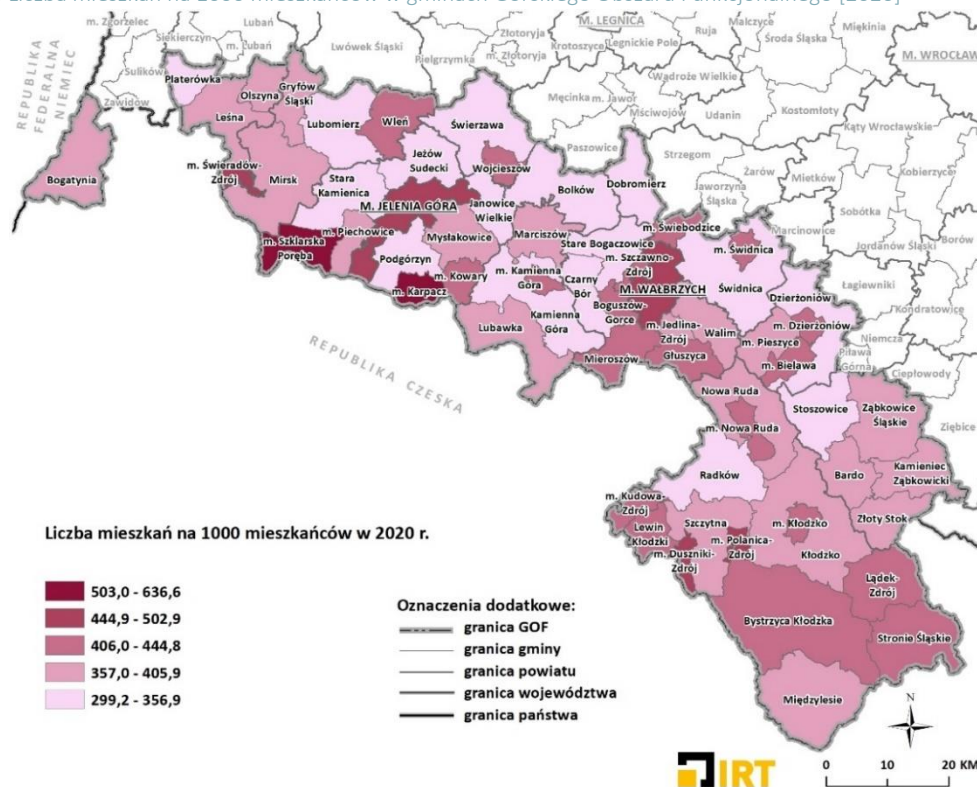 Liczba mieszkań na 1000 mieszkańców w gminach Górskiego Obszaru Funkcjonalnego [2020]
m. Zgorzelec
Lubań
Siekierczyn
m. Lubań
Sulików
Zawidów
REPUBLIKA
FEDERALNA
NIEMIEC
Lwówek Śląski
Pielgrzymka
Złotoryja
m. Złotoryja
M. LEGNICA
Krotoszyce
Legnickie Pole
Ruja
Malczyce
Środa Śląska
Miękinia
M. WROCŁAW
Wądroże Wielkie
Męcinka
m. Jawor
Mściwojów
Udanin
Kostomłoty
Kąty Wrocławskie
Kobierzyce
Paszowice
Strzegom
Żarów
Mietków
Jaworzyna
Śląska
Sobótka
Marcinowice
Jordanów Śląski
Borów
Łagiewniki
Kondratowice
Niemcza
Piława
Górna
Ciepłowody
Ziębice
Platerówka
Olszyna
Gryfów
Śląski
Leśna
Lubomierz
Wleń
Świerzawa
Bogatynia
m. Świeradów-
Zdrój
Mirsk
Stara
Kamienica
Jeżów
Sudecki
Wojcieszów
Bolków
Dobromierz
M. JELENIA GÓRA
Janowice
Wielkie
m. Piechowice
m. Szklarska
Poręba
Mysłakowice
Marciszów
Stare Bogaczowice
m. Świebodzice
m. Świdnica
Podgórzyn
m. Kowary
m. Karpacz
m. Kamienna
Góra
Czarny
Bór
m. Szczawno-
Zdrój
M. WAŁBRZYCH
Świdnica
Dzierżoniów
Boguszów-
Gorce
Kamienna
Góra
Lubawka
m. Jedlina-
Zdrój
Walim
m. Dzierżoniów
m. Pieszyce
m. Bielawa
Mieroszów
Głuszyca
REPUBLIKA CZESKA
Nowa Ruda
m. Nowa Ruda
Stoszowice
Ząbkowice
Śląskie
Radków
Bardo
Kamieniec
Ząbkowicki
m. Kudowa-
Zdrój
Lewin
Kłodzki
Szczytna
m. Kłodzko
Złoty Stok
m. Polanica-
Zdrój
m. Duszniki-
Zdrój
Kłodzko
Lądek-
Zdrój
Bystrzyca Kłodzka
Stronie Śląskie
Międzylesie
Liczba mieszkań na 1000 mieszkańców w 2020 r.
503,0 - 636,6
444,9 - 502,9
406,0 - 444,8
357,0 - 405,9
299,2 - 356,9
Oznaczenia dodatkowe:
granica GOF
granica gminy
granica powiatu
granica województwa
granica państwa
N
IRT
0 10 20 KM